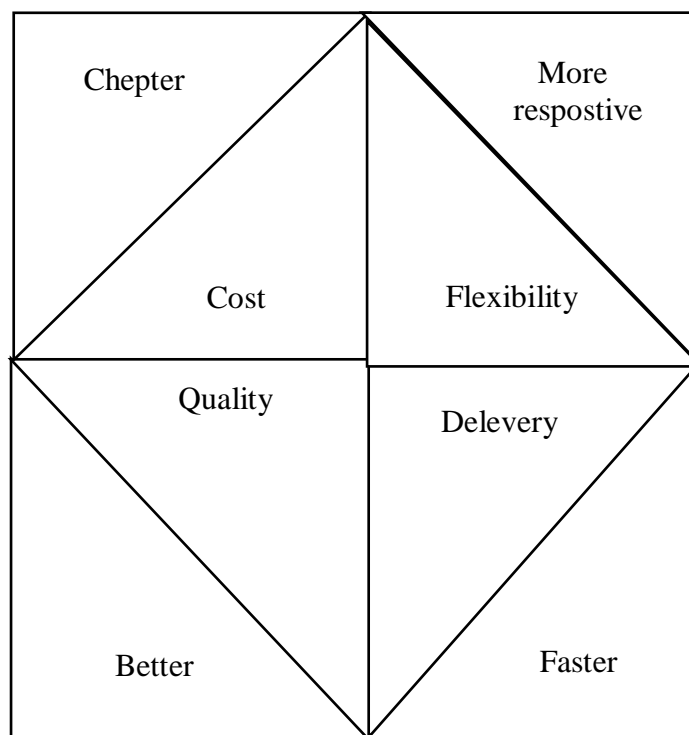 Chepter
More
respostive
Cost
Flexibility
Quality
Delevery
Better
Faster